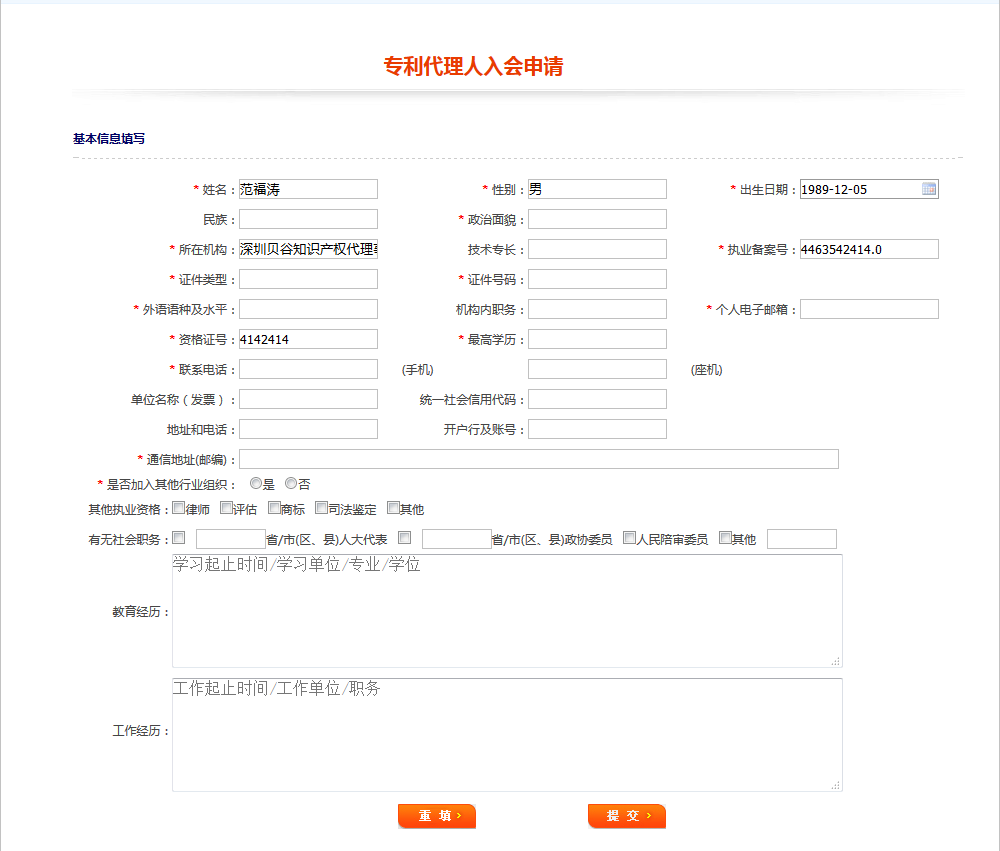 专利代理人入会申请
基本信息填写
* 姓名： 范福涛 * 性别： 男 * 出生日期： 1989-12-05
民族： * 政治面貌：
* 所在机构： 深圳贝谷知识产权代理 技术专长： * 执业备案号： 4463542414.0
* 证件类型： * 证件号码：
* 外语语种及水平： 机构内职务： * 个人电子邮箱：
* 资格证号： 4142414 * 最高学历：
* 联系电话： (手机) (座机)
单位名称（发票）： 统一社会信用代码：
地址和电话： 开户行及账号：
* 通信地址(邮编)：
* 是否加入其他行业组织： 是 否
其他执业资格： 律师 评估 商标 司法鉴定 其他
有无社会职务： 省/市(区、县)人大代表 省/市(区、县)政协委员 人民陪审委员 其他
学习起止时间/学习单位/专业/学位
教育经历：
工作起止时间/工作单位/职务
工作经历：
重 填 › 提 交 ›